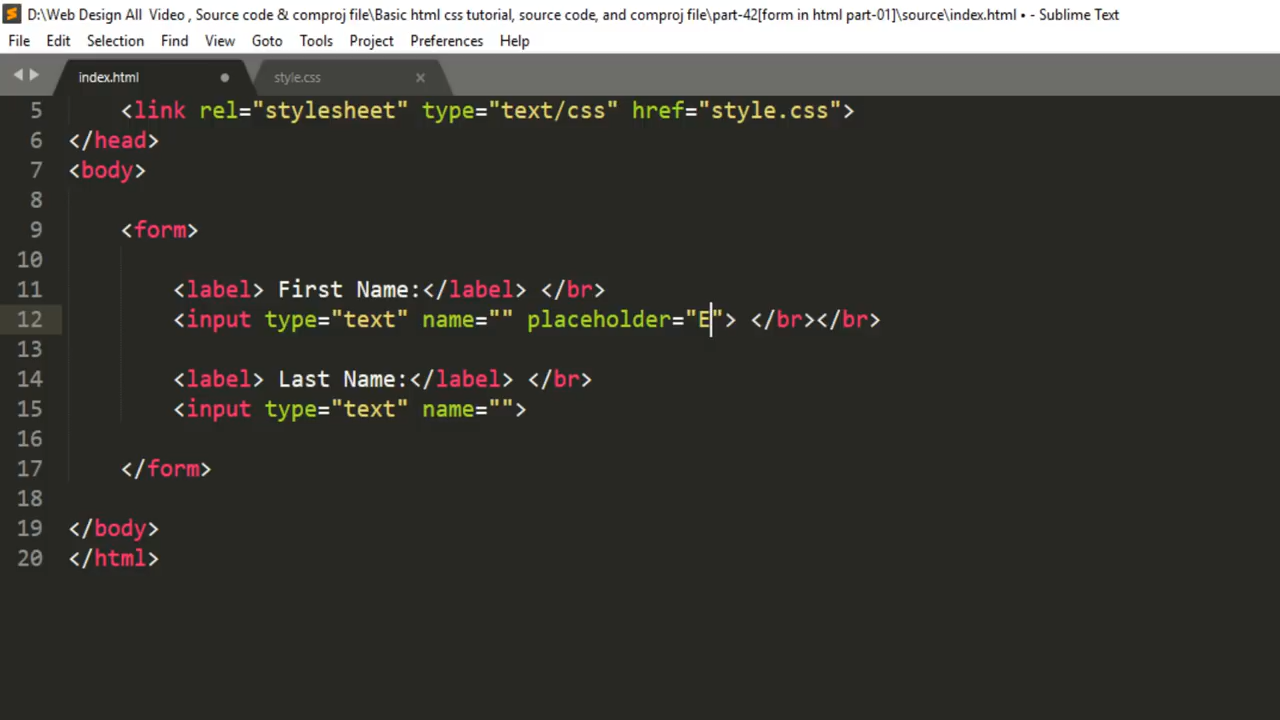 D:\Web Design All  Video , Source code & comproj file\Basic html css tutorial, source code, and comproj file\part-42[form in html part-01]\source\index.html • - Sublime Text
File Edit Selection Find View Goto Tools Project Preferences Help
index.html style.css
5 <link rel="stylesheet" type="text/css" href="style.css">
6 </head>
7 <body>
8
9 <form>
10
11 <label> First Name:</label> </br>
12 <input type="text" name="" placeholder="E"> </br></br>
13
14 <label> Last Name:</label> </br>
15 <input type="text" name="">
16
17 </form>
18
19 </body>
20 </html>